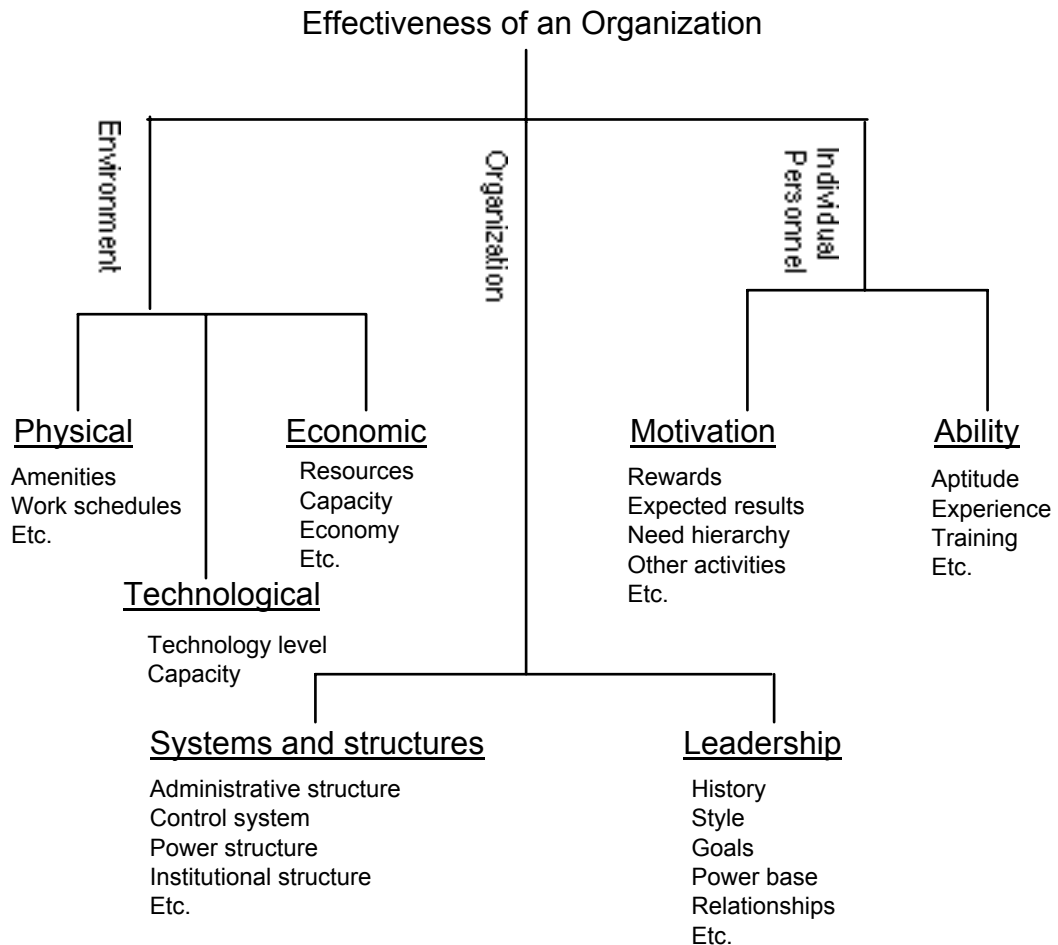 Effectiveness of an Organization
Environment
Organization
Individual
Personnel
Physical
Amenities
Work schedules
Etc.
Economic
Resources
Capacity
Economy
Etc.
Technological
Technology level
Capacity
Motivation
Rewards
Expected results
Need hierarchy
Other activities
Etc.
Ability
Aptitude
Experience
Training
Etc.
Systems and structures
Administrative structure
Control system
Power structure
Institutional structure
Etc.
Leadership
History
Style
Goals
Power base
Relationships
Etc.